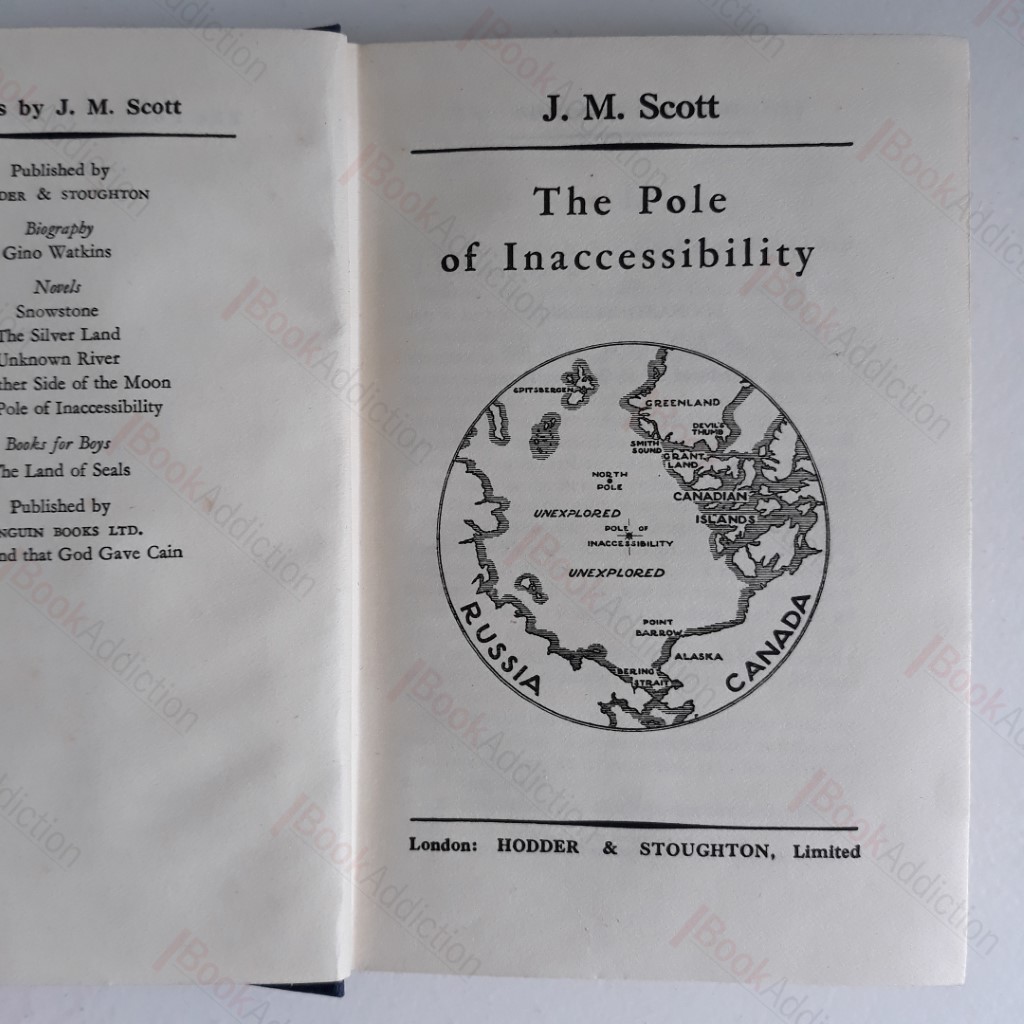 s by J. M. Scott
Published by
DER & STOUGHTON
Biography
Gino Watkins
Novels
Snowstone
The Silver Land
Unknown River
ther Side of the Moon
Pole of Inaccessibility
Books for Boys
The Land of Seals
Published by
NGUIN BOOKS LTD.
nd that God Gave Cain
J. M. Scott
The Pole
of Inaccessibility
SPITSBERGEN
GREENLAND
DEVIL'S
THUMB
SMITH
SOUND
GRANT
LAND
NORTH
POLE
CANADIAN
ISLANDS
UNEXPLORED
POLE OF
INACCESSIBILITY
UNEXPLORED
POINT
BARROW
ALASKA
BERING
STRAIT
RUSSIA
CANADA
London: HODDER & STOUGHTON, Limited
BookAddiction